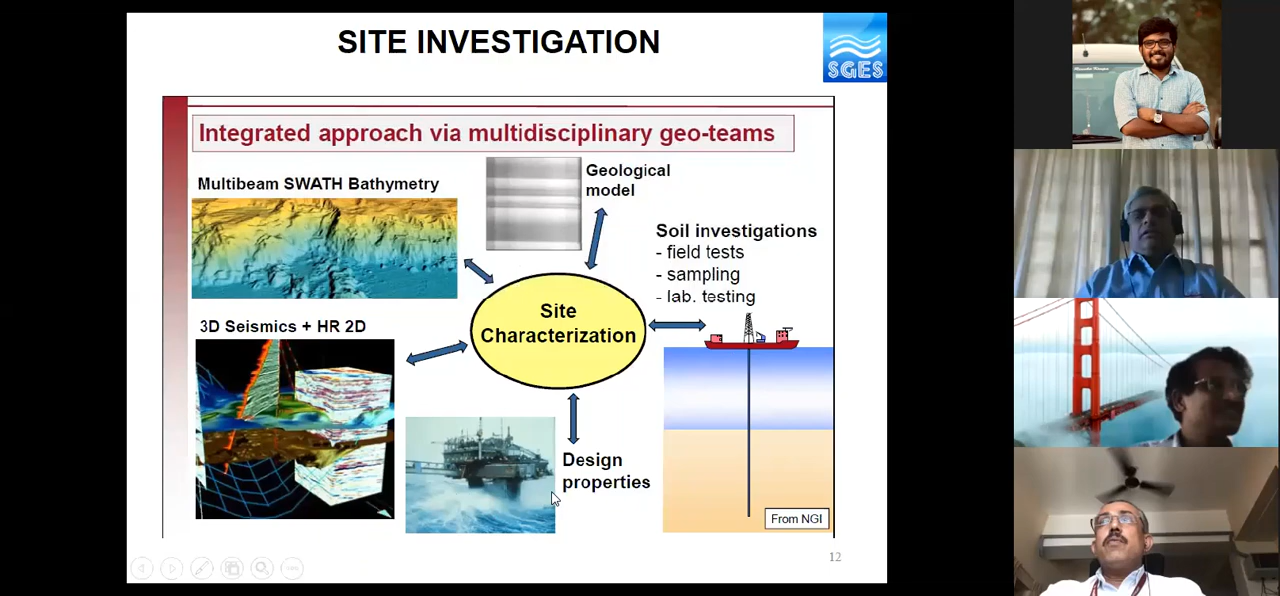 SITE INVESTIGATION
SGES
Integrated approach via multidisciplinary geo-teams
Multibeam SWATH Bathymetry
Geological
model
Soil investigations
- field tests
- sampling
- lab. testing
3D Seismics + HR 2D
Site
Characterization
Design
properties
From NGI
12